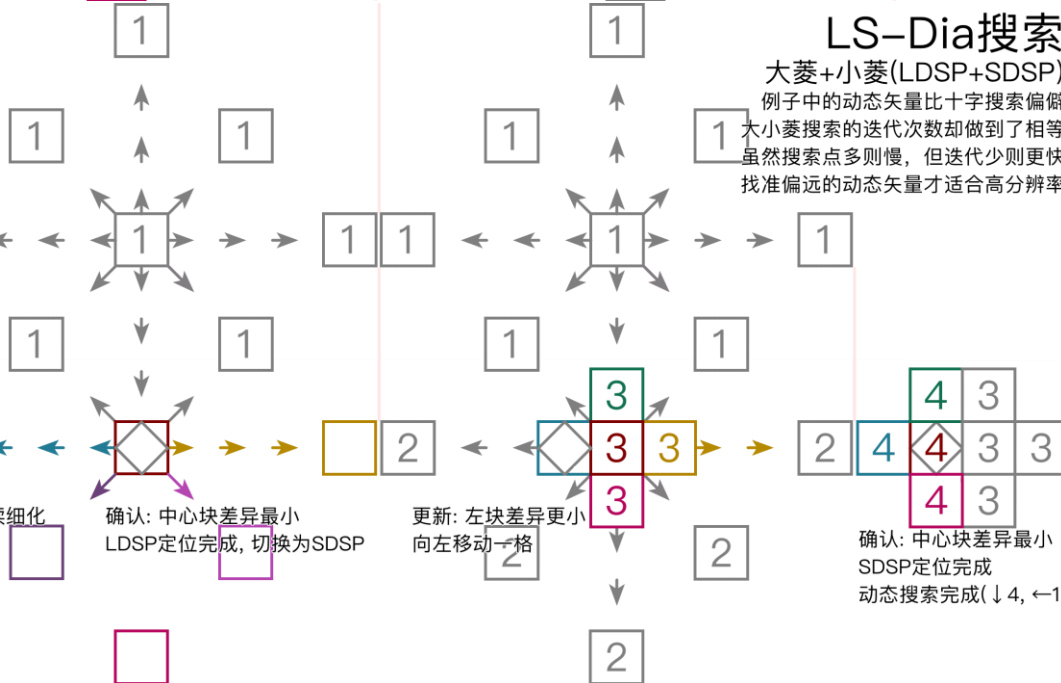 LS-Dia搜索
大菱+小菱(LDSP+SDSP)
例子中的动态矢量比十字搜索偏僻
大小菱搜索的迭代次数却做到了相等
虽然搜索点多则慢，但迭代少则更快
找准偏远的动态矢量才适合高分辨率
1 1
1 1 1 1
1 1 1 1 1
1 1 1 1
3 4 3
2 3 3 2 4 4 3 3
3 4 3
细化
确认: 中心块差异最小
LDSP定位完成, 切换为SDSP
更新: 左块差异更小
向左移动一格
2 2
确认: 中心块差异最小
SDSP定位完成
动态搜索完成(↓4, ←1
2